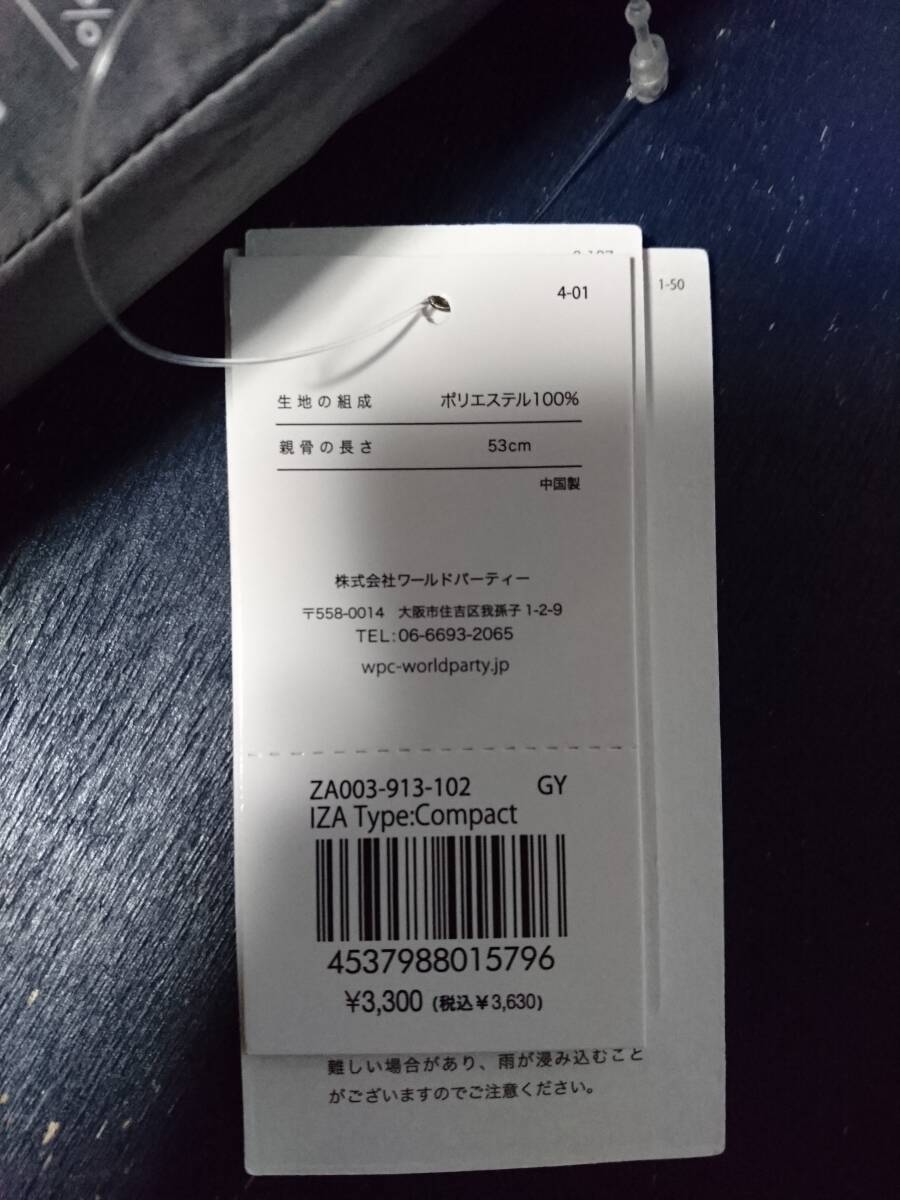 4-01
1-50
生地の組成 ポリエステル100%
親骨の長さ 53cm
中国製
株式会社ワールドパーティー
〒558-0014 大阪市住吉区我孫子1-2-9
TEL:06-6693-2065
wpc-worldparty.jp
ZA003-913-102 GY
IZA Type:Compact
4537988015796
¥3,300 (税込¥3,630)
難しい場合があり、雨が浸み込むこと
がございますのでご注意ください。